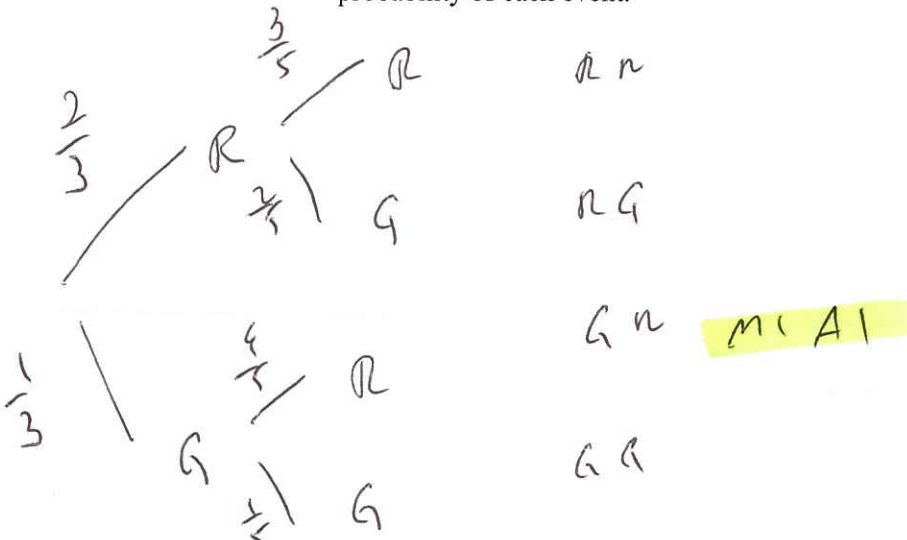 probability of each event.
3/5 R RR
2/3 R
2/5 G RG
GR M1 A1
4/5 R
1/3 G GG
1/5 G